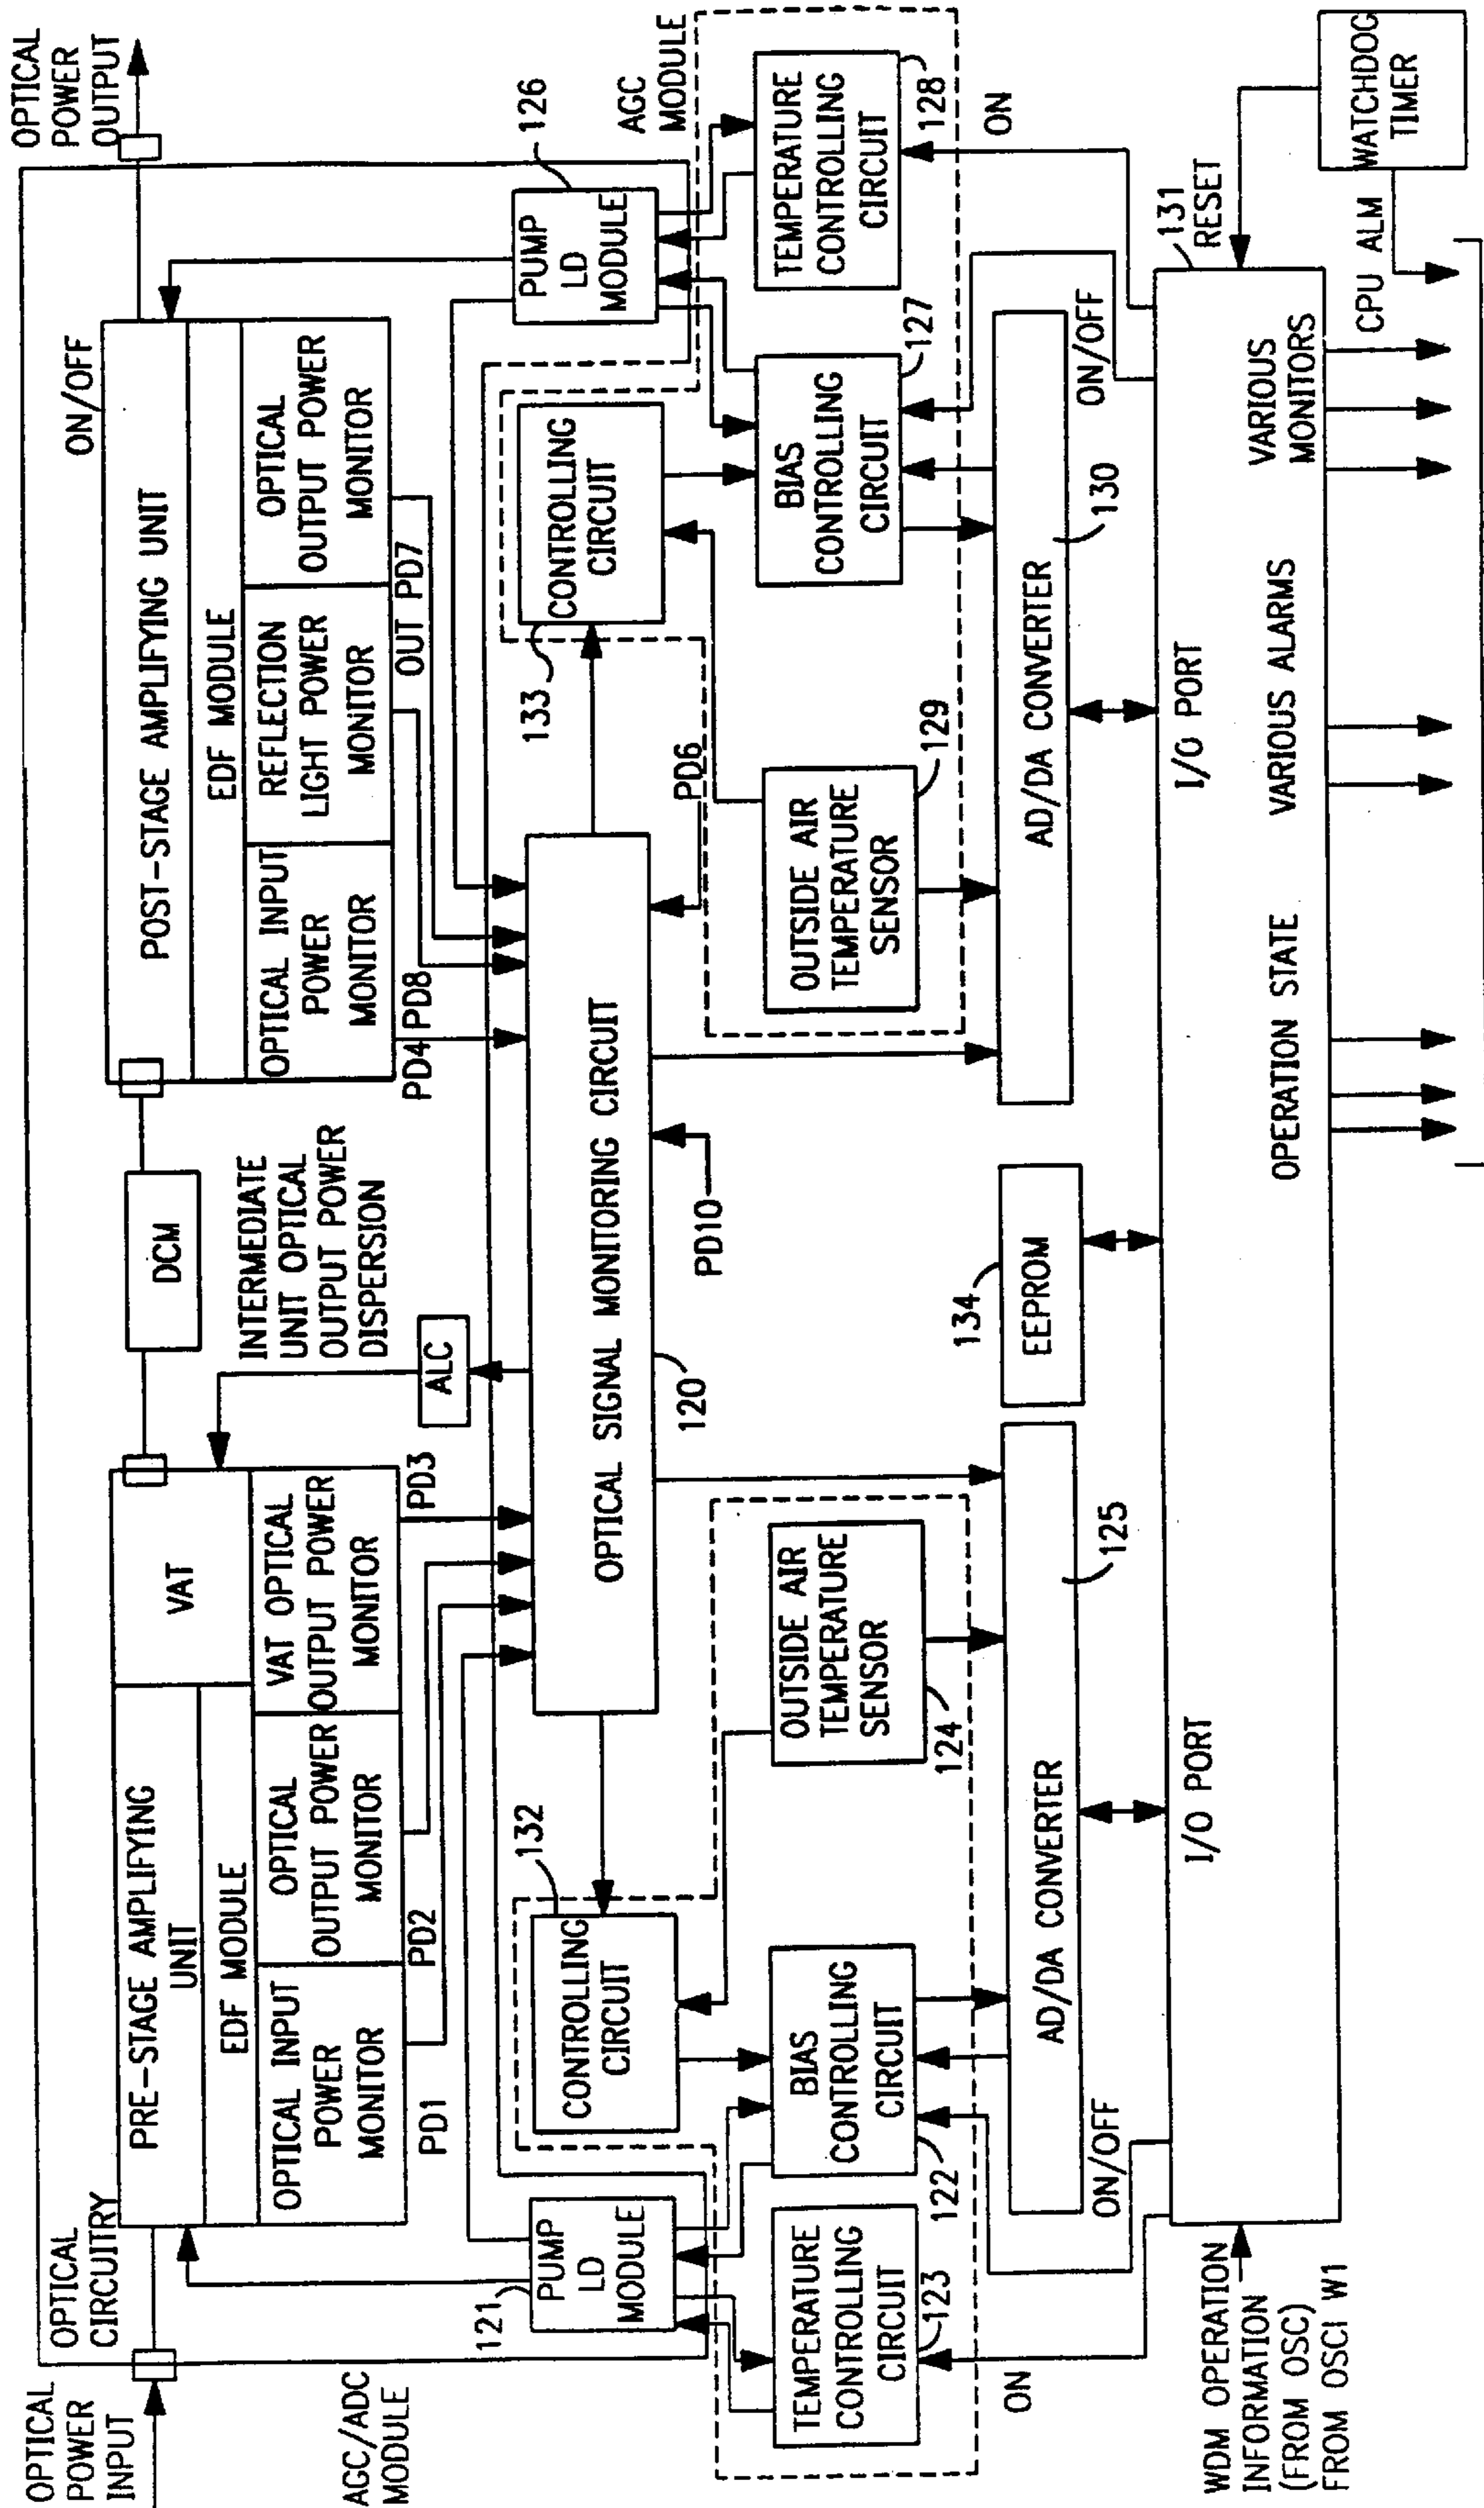 OPTICAL
POWER
INPUT
OPTICAL
CIRCUITRY
PRE-STAGE AMPLIFYING
UNIT
EDF MODULE
OPTICAL INPUT
POWER
MONITOR
OPTICAL
OUTPUT POWER
MONITOR
VAT
VAT OPTICAL
OUTPUT POWER
MONITOR
PD1
PD2
PD3
DCM
INTERMEDIATE
UNIT OPTICAL
OUTPUT POWER
DISPERSION
ALC
POST-STAGE AMPLIFYING UNIT
EDF MODULE
OPTICAL INPUT
POWER
MONITOR
REFLECTION
LIGHT POWER
MONITOR
OPTICAL
OUTPUT POWER
MONITOR
ON/OFF
OPTICAL
POWER
OUTPUT
PD4
PD8
OUT PD7
AGC/ADC
MODULE
121
PUMP
LD
MODULE
132
CONTROLLING
CIRCUIT
OPTICAL SIGNAL MONITORING CIRCUIT
120
PD10
PD6
133
CONTROLLING
CIRCUIT
PUMP
LD
MODULE
126
AGC
MODULE
TEMPERATURE
CONTROLLING
CIRCUIT
123
BIAS
CONTROLLING
CIRCUIT
122
OUTSIDE AIR
TEMPERATURE
SENSOR
124
OUTSIDE AIR
TEMPERATURE
SENSOR
129
BIAS
CONTROLLING
CIRCUIT
127
TEMPERATURE
CONTROLLING
CIRCUIT
128
ON
ON/OFF
AD/DA CONVERTER
125
134
EEPROM
AD/DA CONVERTER
130
ON/OFF
ON
WDM OPERATION
INFORMATION
(FROM OSC)
FROM OSCI W1
I/O PORT
I/O PORT
131
RESET
OPERATION STATE
VARIOUS ALARMS
VARIOUS
MONITORS
CPU ALM
WATCHDOG
TIMER